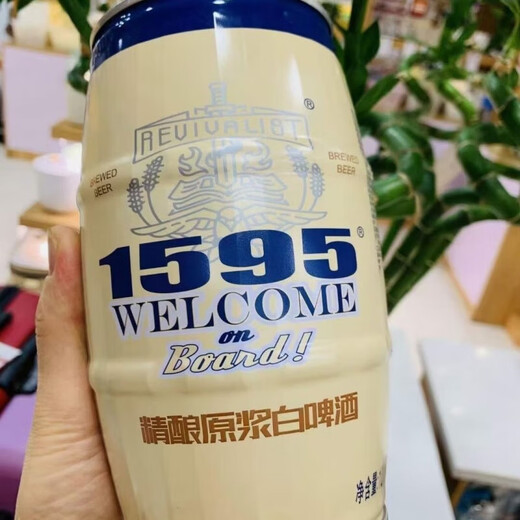 REVIVALIST
®
BREWED
BEER
BREWED
BEER
1595®
WELCOME
on
Board!
精酿原浆白啤酒
净含量